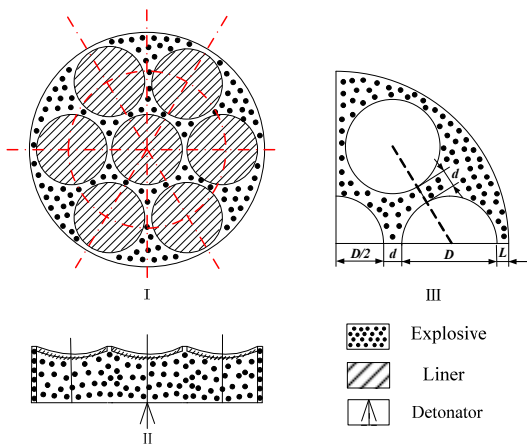 d
D/2
d
D
L
I
III
Explosive
Liner
Detonator
II